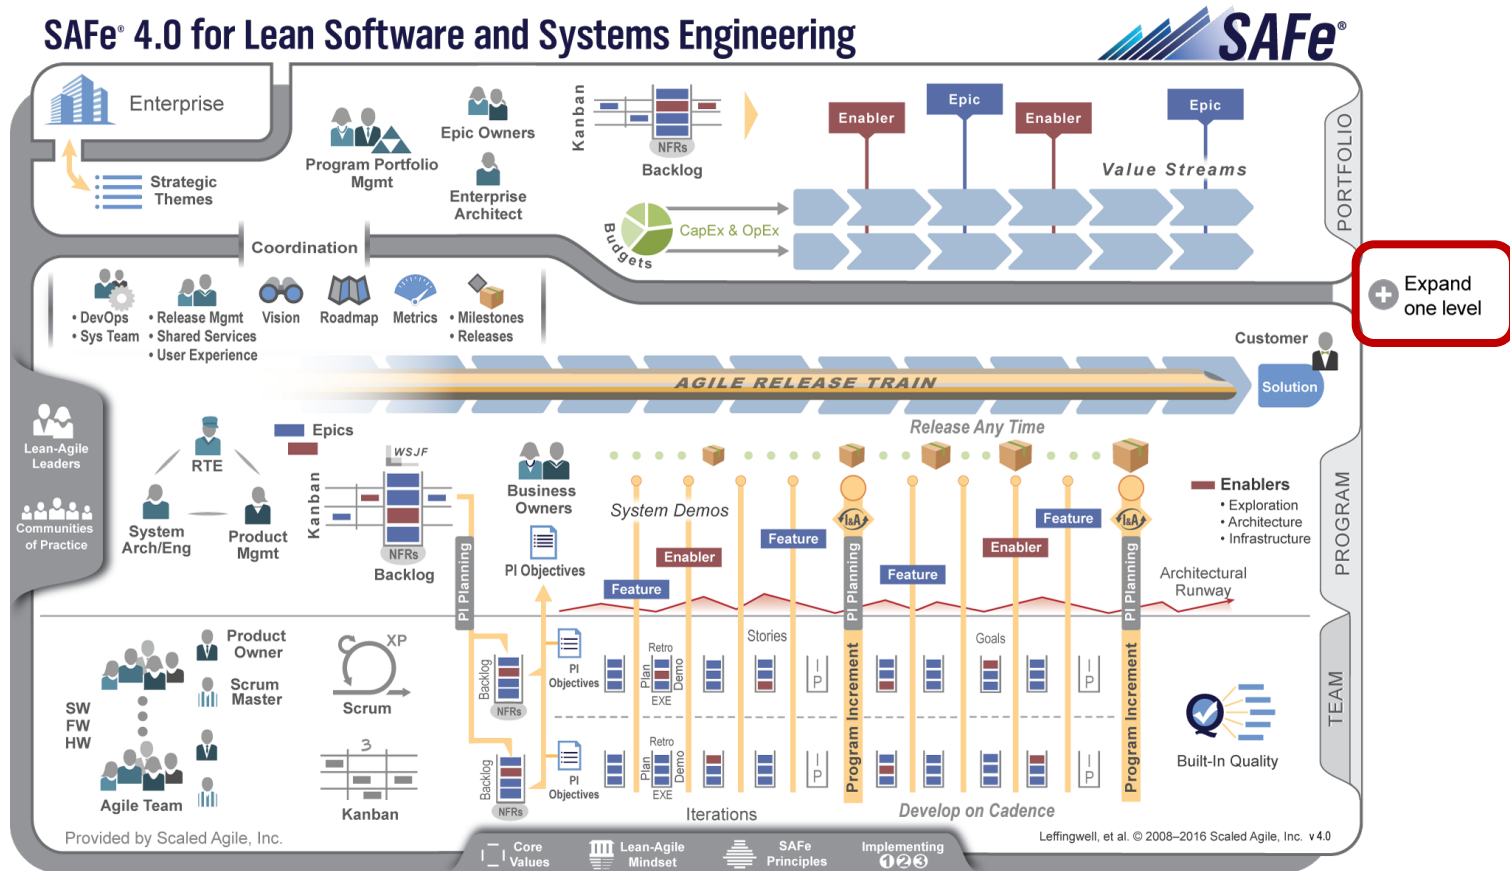 SAFe® 4.0 for Lean Software and Systems Engineering
SAFe®
Enterprise
Strategic
Themes
Program Portfolio
Mgmt
Epic Owners
Enterprise
Architect
Kanban
NFRs
Backlog
Enabler
Epic
Enabler
Epic
Value Streams
Budgets
CapEx & OpEx
PORTFOLIO
Coordination
Expand
one level
• DevOps
• Sys Team
• Release Mgmt
• Shared Services
• User Experience
Vision
Roadmap
Metrics
• Milestones
• Releases
Customer
AGILE RELEASE TRAIN
Solution
Release Any Time
Lean-Agile
Leaders
Communities
of Practice
RTE
System
Arch/Eng
Product
Mgmt
Epics
Kanban
WSJF
NFRs
Backlog
PI Planning
Business
Owners
PI Objectives
System Demos
Feature
Enabler
Feature
I&A
PI Planning
Feature
Enabler
Feature
I&A
PI Planning
Enablers
• Exploration
• Architecture
• Infrastructure
Architectural
Runway
PROGRAM
SW
FW
HW
Agile Team
Product
Owner
Scrum
Master
XP
Scrum
3
Kanban
Backlog
NFRs
PI
Objectives
Retro
Plan
Demo
EXE
Stories
I
P
Program Increment
Goals
I
P
Program Increment
Backlog
NFRs
PI
Objectives
Retro
Plan
Demo
EXE
I
P
I
P
Iterations
Develop on Cadence
Built-In Quality
TEAM
Provided by Scaled Agile, Inc.
Leffingwell, et al. © 2008–2016 Scaled Agile, Inc. v 4.0
Core
Values
Lean-Agile
Mindset
SAFe
Principles
Implementing
1 2 3